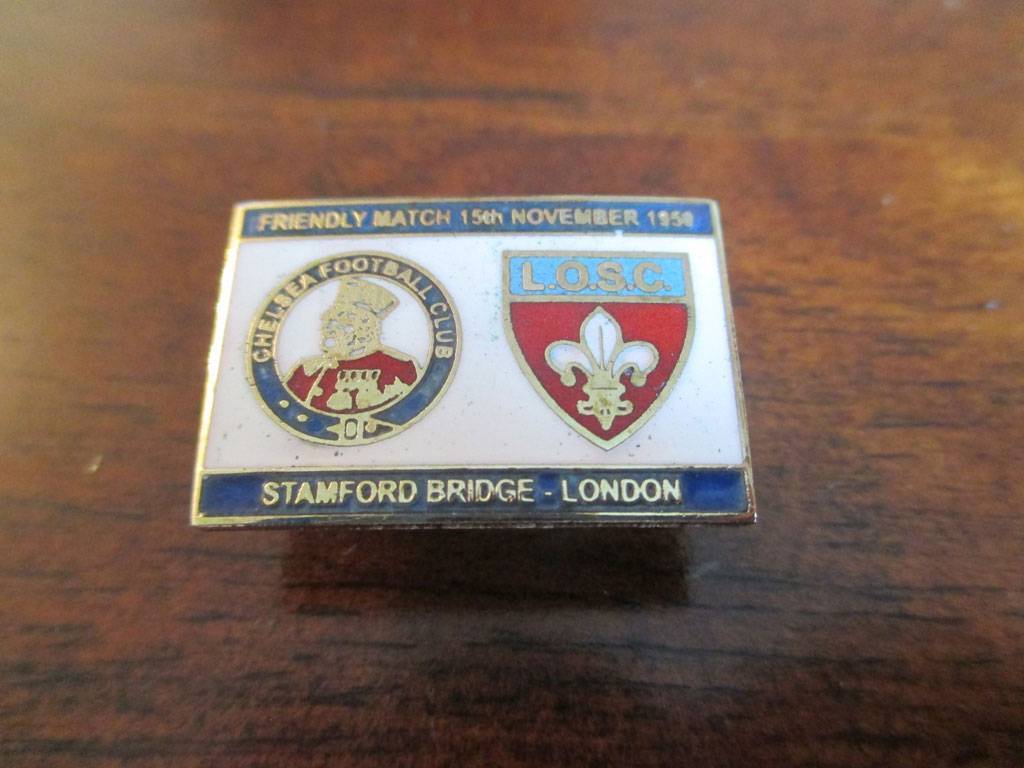 FRIENDLY MATCH 15th NOVEMBER
CHELSEA FOOTBALL CLUB
L.O.S.C.
STAMFORD BRIDGE - LONDON